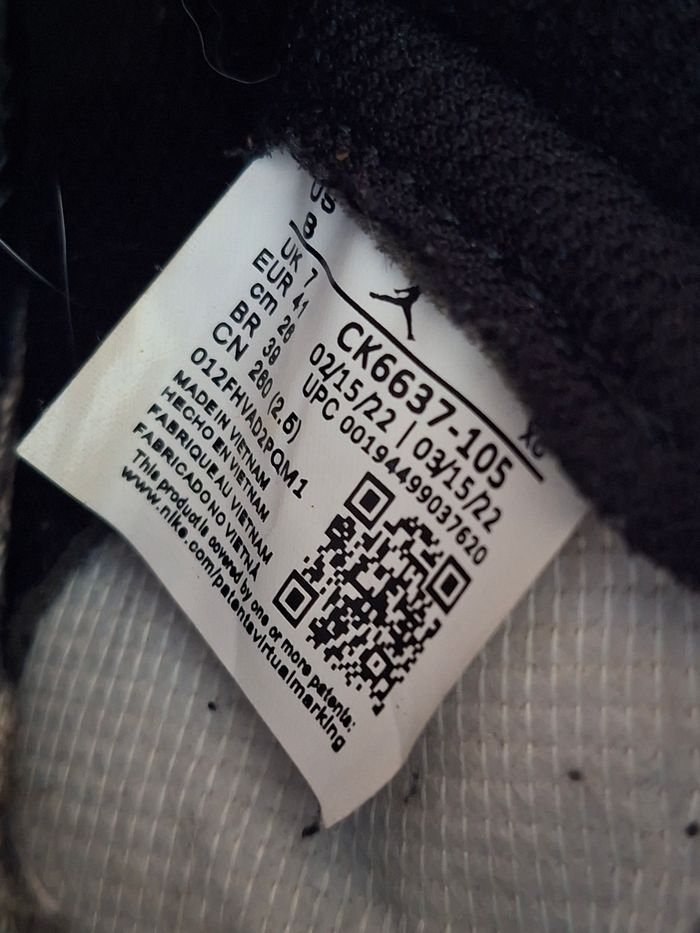 US
8
UK 7
EUR 41
cm 26
BR 39
CN 260 (2.5)
012FHVAD2PQM1
MADE IN VIETNAM
HECHO EN VIETNAM
FABRIQUE AU VIETNAM
FABRICADO NO VIETNA
This product is covered by one or more patents:
www.nike.com/patentsvirtualmarking
CK6637-105
02/15/22 | 03/15/22
UPC 00194499037620